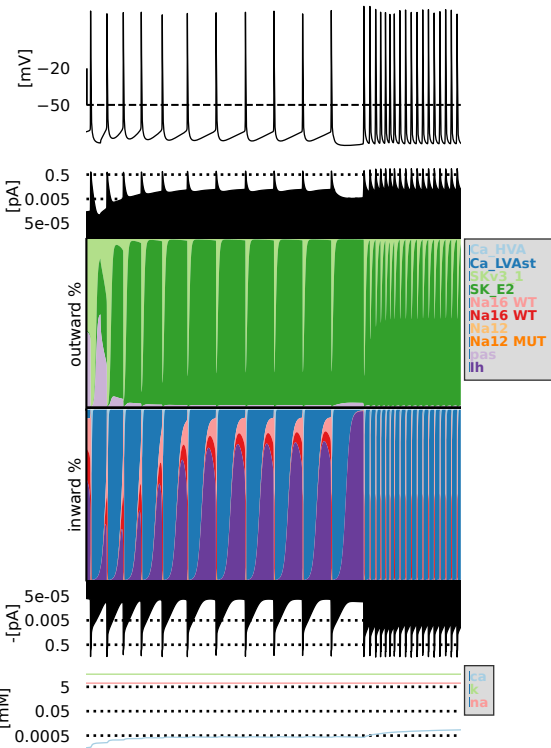 [mV]
−20
−50
[pA]
0.5
0.005
5e-05
outward %
Ca_HVA
Ca_LVAst
SKv3_1
SK_E2
Na16 WT
Na16 WT
Na12
Na12 MUT
pas
Ih
inward %
-[pA]
5e-05
0.005
0.5
[mM]
5
0.05
0.0005
ca
k
na